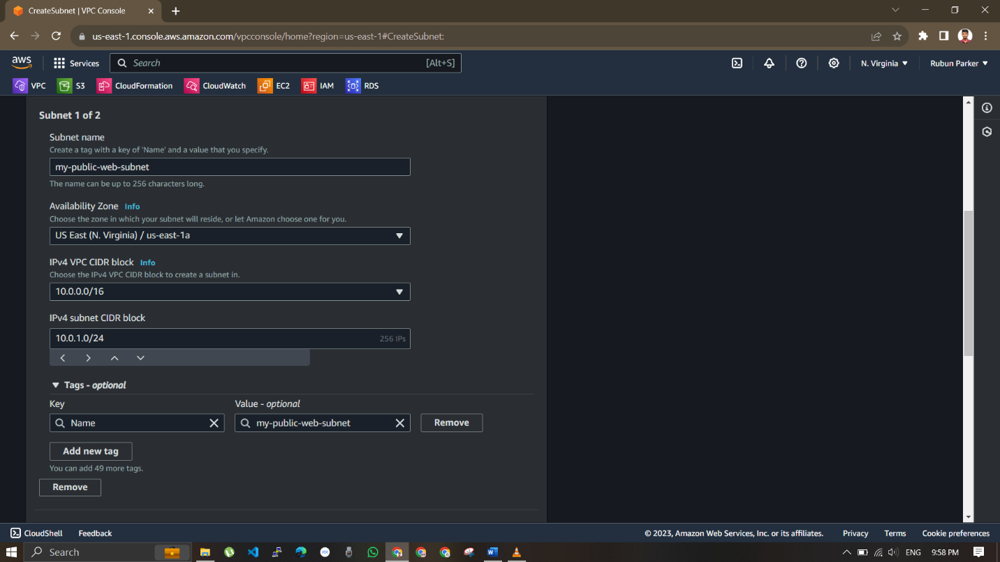 CreateSubnet | VPC Console
us-east-1.console.aws.amazon.com/vpcconsole/home?region=us-east-1#CreateSubnet:
aws
Services
Search
[Alt+S]
N. Virginia
Rubun Parker
VPC
S3
CloudFormation
CloudWatch
EC2
IAM
RDS
Subnet 1 of 2
Subnet name
Create a tag with a key of 'Name' and a value that you specify.
my-public-web-subnet
The name can be up to 256 characters long.
Availability Zone Info
Choose the zone in which your subnet will reside, or let Amazon choose one for you.
US East (N. Virginia) / us-east-1a
IPv4 VPC CIDR block Info
Choose the IPv4 VPC CIDR block to create a subnet in.
10.0.0.0/16
IPv4 subnet CIDR block
10.0.1.0/24
256 IPs
Tags - optional
Key
Value - optional
Name
my-public-web-subnet
Remove
Add new tag
You can add 49 more tags.
Remove
CloudShell
Feedback
© 2023, Amazon Web Services, Inc. or its affiliates.
Privacy
Terms
Cookie preferences
Search
ENG
9:58 PM